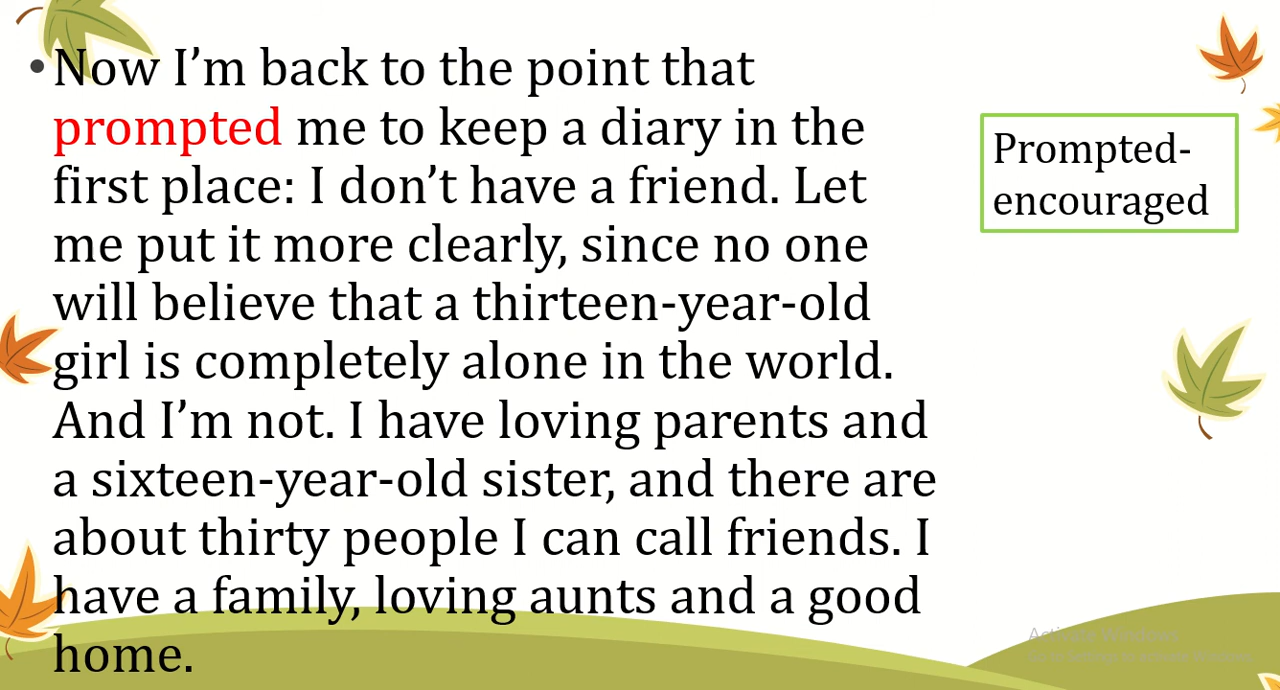 •Now I’m back to the point that
prompted me to keep a diary in the
first place: I don’t have a friend. Let
me put it more clearly, since no one
will believe that a thirteen-year-old
girl is completely alone in the world.
And I’m not. I have loving parents and
a sixteen-year-old sister, and there are
about thirty people I can call friends. I
have a family, loving aunts and a good
home.
Prompted-
encouraged
Activate Windows